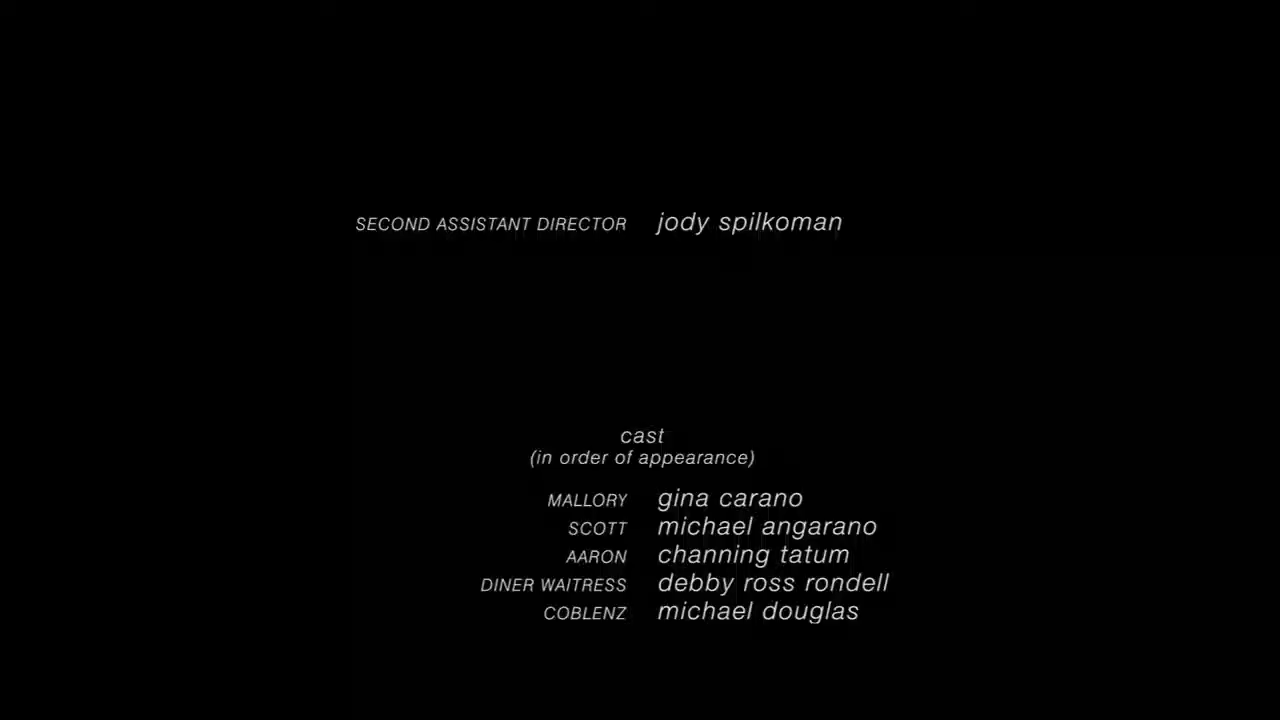 SECOND ASSISTANT DIRECTOR jody spilkoman
cast
(in order of appearance)
MALLORY gina carano
SCOTT michael angarano
AARON channing tatum
DINER WAITRESS debby ross rondell
COBLENZ michael douglas